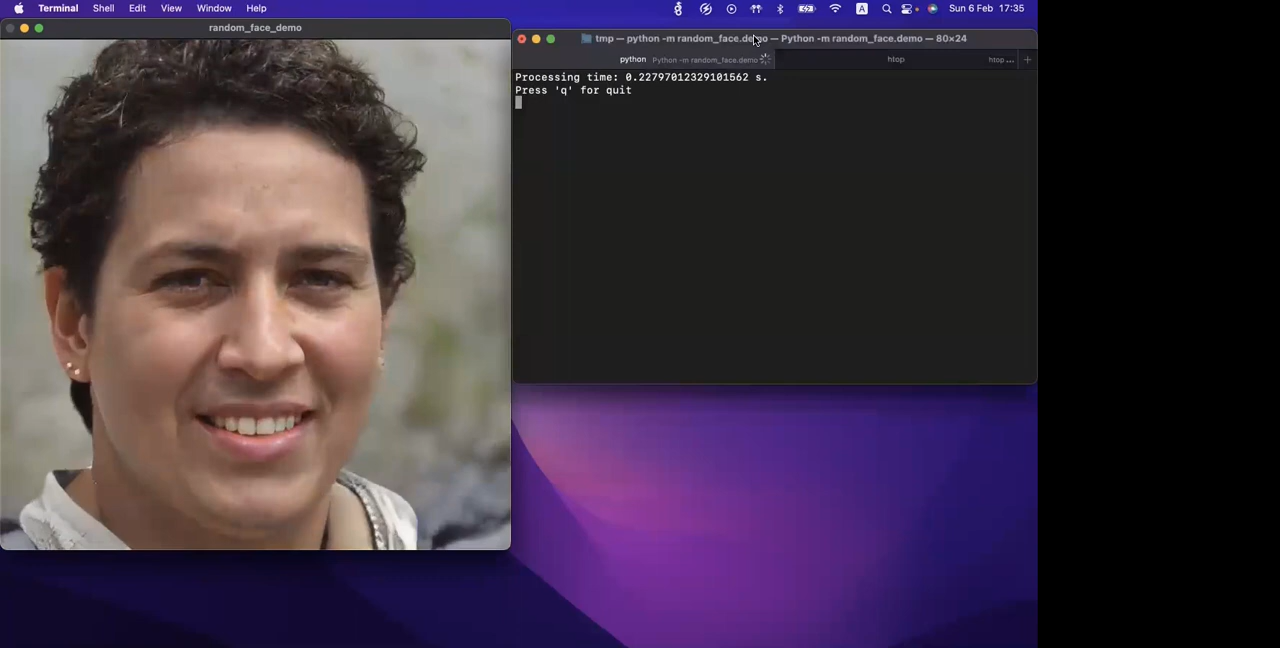 Terminal Shell Edit View Window Help
A Sun 6 Feb 17:35
random_face_demo
tmp — python -m random_face.demo — Python -m random_face.demo — 80×24
python Python -m random_face.demo
htop htop ... +
Processing time: 0.22797012329101562 s.
Press 'q' for quit